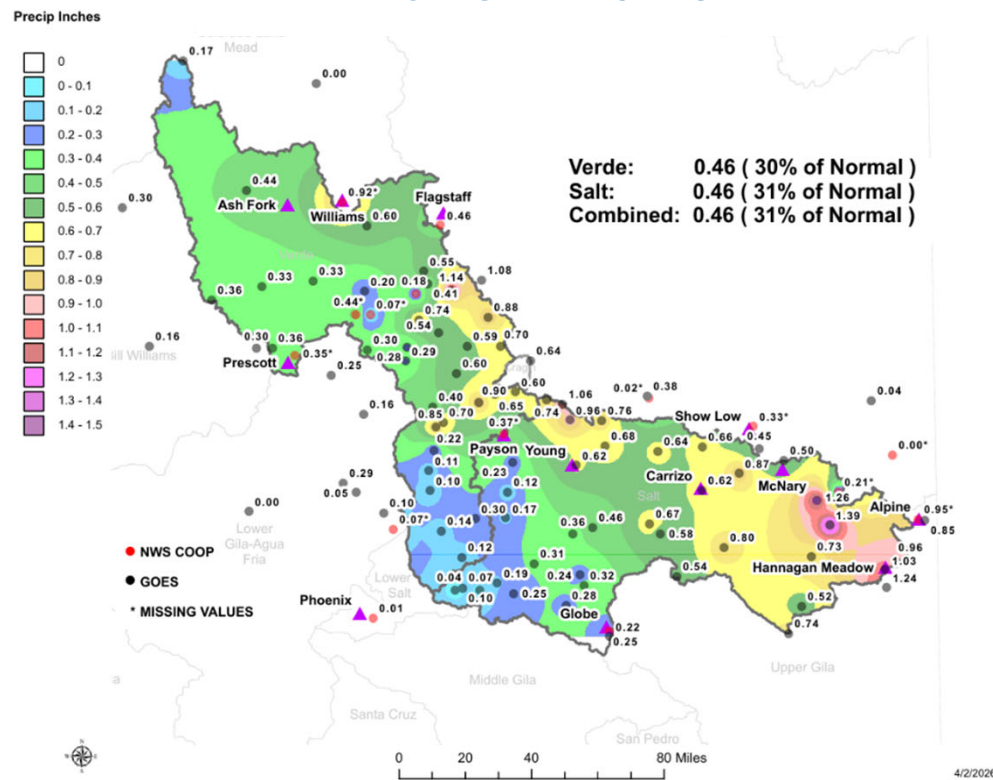 Precip Inches
0
0 - 0.1
0.1 - 0.2
0.2 - 0.3
0.3 - 0.4
0.4 - 0.5
0.5 - 0.6
0.6 - 0.7
0.7 - 0.8
0.8 - 0.9
0.9 - 1.0
1.0 - 1.1
1.1 - 1.2
1.2 - 1.3
1.3 - 1.4
1.4 - 1.5
Mead
0.17
0.00
Verde: 0.46 ( 30% of Normal )
Salt: 0.46 ( 31% of Normal )
Combined: 0.46 ( 31% of Normal )
0.30
0.44
0.92*
Flagstaff
Ash Fork
Williams
0.60
0.46
Verde
0.55
1.08
0.33
0.33
0.20
0.18
1.14
0.36
0.41
0.44*
0.07*
0.74
0.88
0.54
0.16
0.30
0.36
0.30
0.59
0.70
ill Williams
0.35*
0.28
0.29
0.64
Prescott
0.25
0.60
0.60
0.02*
0.38
0.04
0.40
0.90
0.65
1.06
0.16
0.85
0.70
0.74
0.96
0.76
Show Low
0.33*
0.37*
0.22
0.68
0.64
0.66
0.45
0.00*
Payson
Young
0.62
0.50
0.11
0.23
0.87
0.29
0.10
0.12
Carrizo
0.62
McNary
0.21*
0.05
Salt
1.26
0.00
0.10
0.30
0.17
1.39
Alpine
0.95*
0.07*
0.14
0.36
0.46
0.67
0.85
Lower
Gila-Agua
Fria
0.58
0.80
0.73
0.96
NWS COOP
0.12
0.31
1.03
Hannagan Meadow
GOES
Lower
Salt
0.04
0.07
0.19
0.24
0.32
0.54
1.24
* MISSING VALUES
0.10
0.25
0.28
0.52
Phoenix
0.01
Globe
0.22
0.74
0.25
Upper Gila
Middle Gila
Santa Cruz
San Pedro
0 20 40 80 Miles
4/2/2026